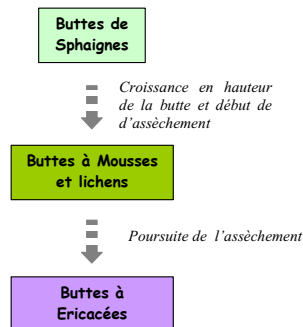 Buttes de
Sphaignes
Croissance en hauteur
de la butte et début de
d'assèchement
Buttes à Mousses
et lichens
Poursuite de l'assèchement
Buttes à
Ericacées